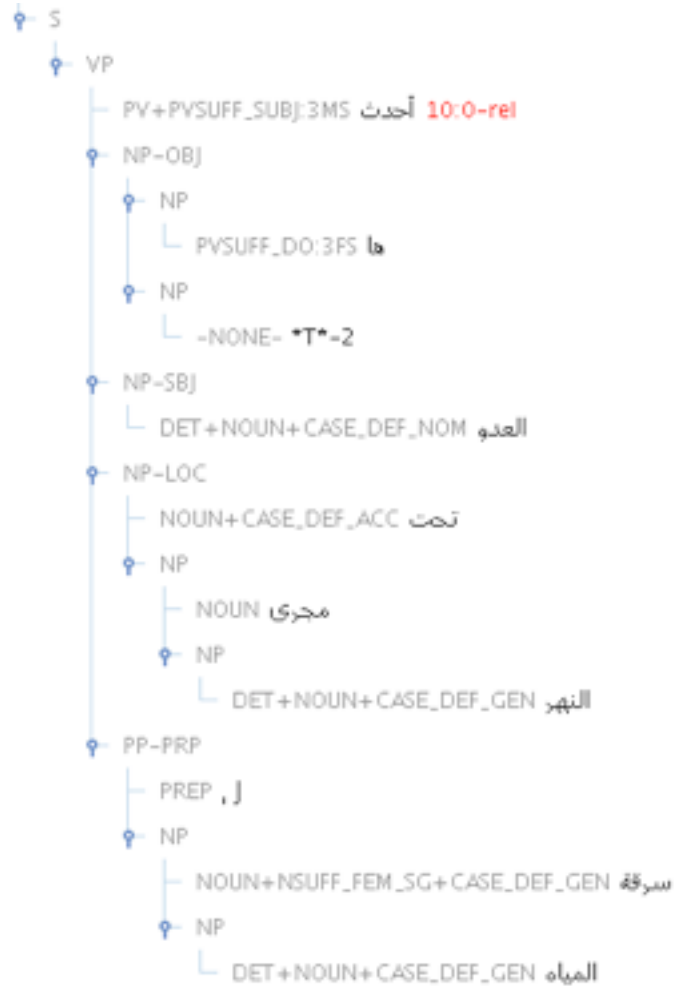 S
VP
PV+PVSUFF_SUBJ:3MS أحدث 10:0-rel
NP-OBJ
NP
PVSUFF_DO:3FS ها
NP
-NONE- *T*-2
NP-SBJ
DET+NOUN+CASE_DEF_NOM العدو
NP-LOC
NOUN+CASE_DEF_ACC تحت
NP
NOUN مجرى
NP
DET+NOUN+CASE_DEF_GEN النهر
PP-PRP
PREP لِ
NP
NOUN+NSUFF_FEM_SG+CASE_DEF_GEN سرقة
NP
DET+NOUN+CASE_DEF_GEN المياه